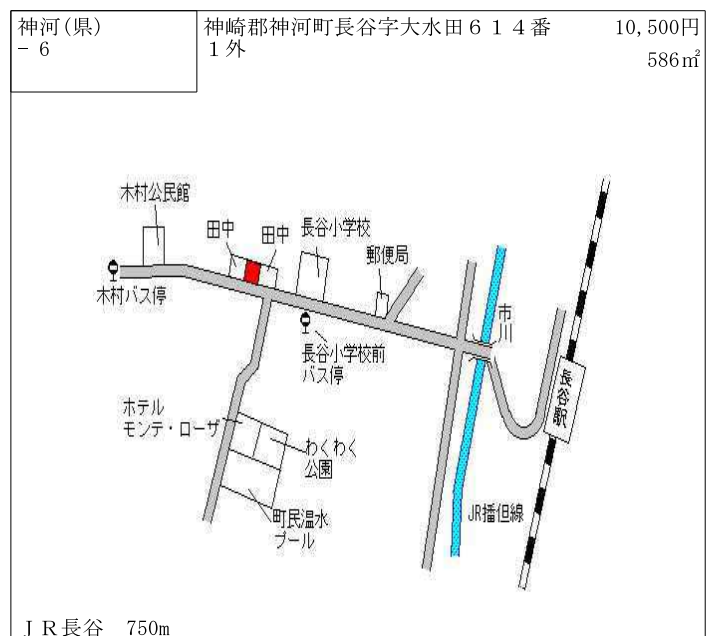 神河(県)
－６
神崎郡神河町長谷字大水田６１４番
１外
10,500円
586㎡
木村公民館
田中
田中
長谷小学校
郵便局
木村バス停
長谷小学校前
バス停
市川
長谷駅
ホテル
モンテ・ローザ
わくわく
公園
町民温水
プール
JR播但線
ＪＲ長谷　750m